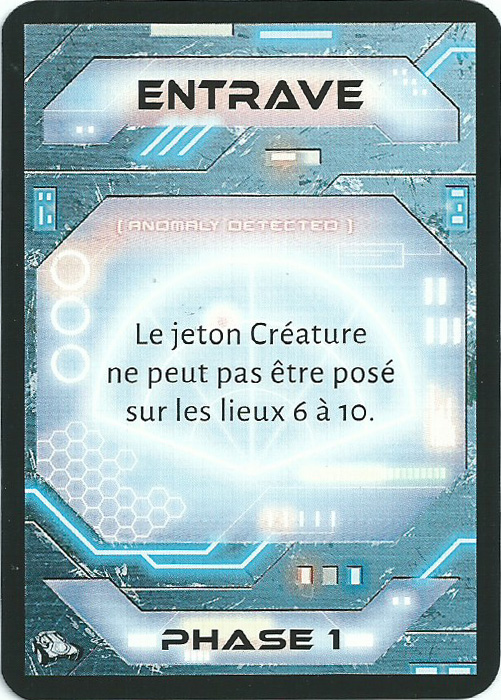 ENTRAVE
[ANOMALY DETECTED]
Le jeton Créature
ne peut pas être posé
sur les lieux 6 à 10.
PHASE 1